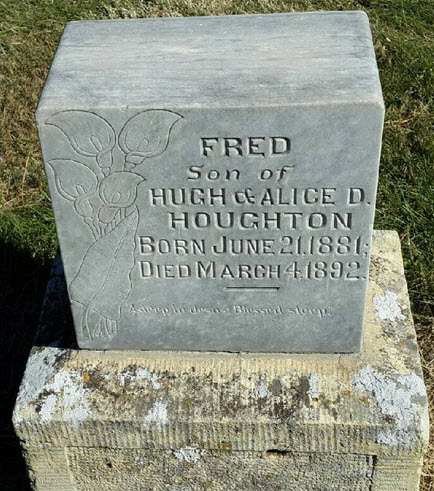 FRED
Son of
HUGH & ALICE D.
HOUGHTON
BORN JUNE 21, 1881;
DIED MARCH 4, 1892.
Asleep in Jesus Blessed sleep.